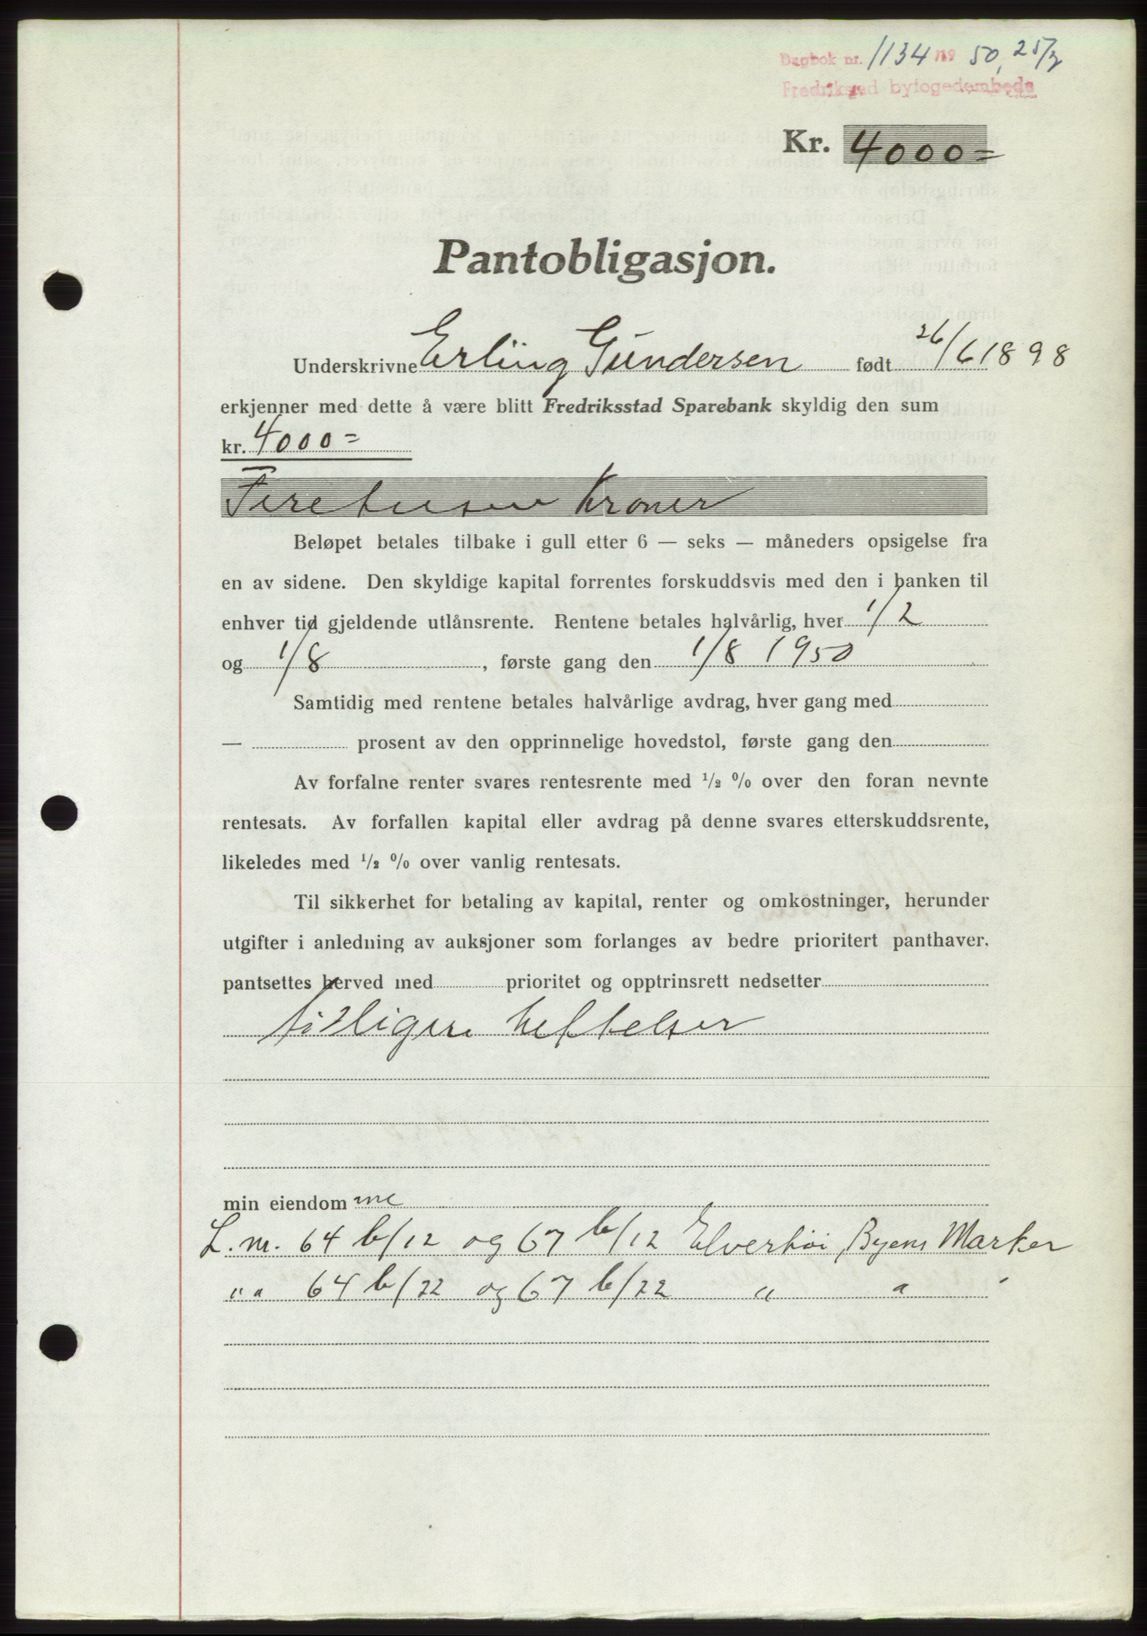 Dagbok nr. 1134 19 50, 25/7
Fredrikstad byfogedembede
Kr. 4000=
Pantobligasjon.
Underskrivne Erling Gundersen født 26/6 1898
erkjenner med dette å være blitt Fredriksstad Sparebank skyldig den sum
kr. 4000=
Firetusen Kroner
Beløpet betales tilbake i gull etter 6 — seks — måneders opsigelse fra
en av sidene. Den skyldige kapital forrentes forskuddsvis med den i banken til
enhver tid gjeldende utlånsrente. Rentene betales halvårlig, hver 1/2
og 1/8, første gang den 1/8 1950
Samtidig med rentene betales halvårlige avdrag, hver gang med
— prosent av den opprinnelige hovedstol, første gang den
Av forfalne renter svares rentesrente med 1/2 % over den foran nevnte
rentesats. Av forfallen kapital eller avdrag på denne svares etterskuddsrente,
likeledes med 1/2 % over vanlig rentesats.
Til sikkerhet for betaling av kapital, renter og omkostninger, herunder
utgifter i anledning av auksjoner som forlanges av bedre prioritert panthaver,
pantsettes herved med prioritet og opptrinsrett nedsetter
tidligere heftelser
min eiendom me
L. nr. 64 b/12 og 67 b/12 Elverhøi, Byens Marker
" " 64 b/22 og 67 b/22 " " "